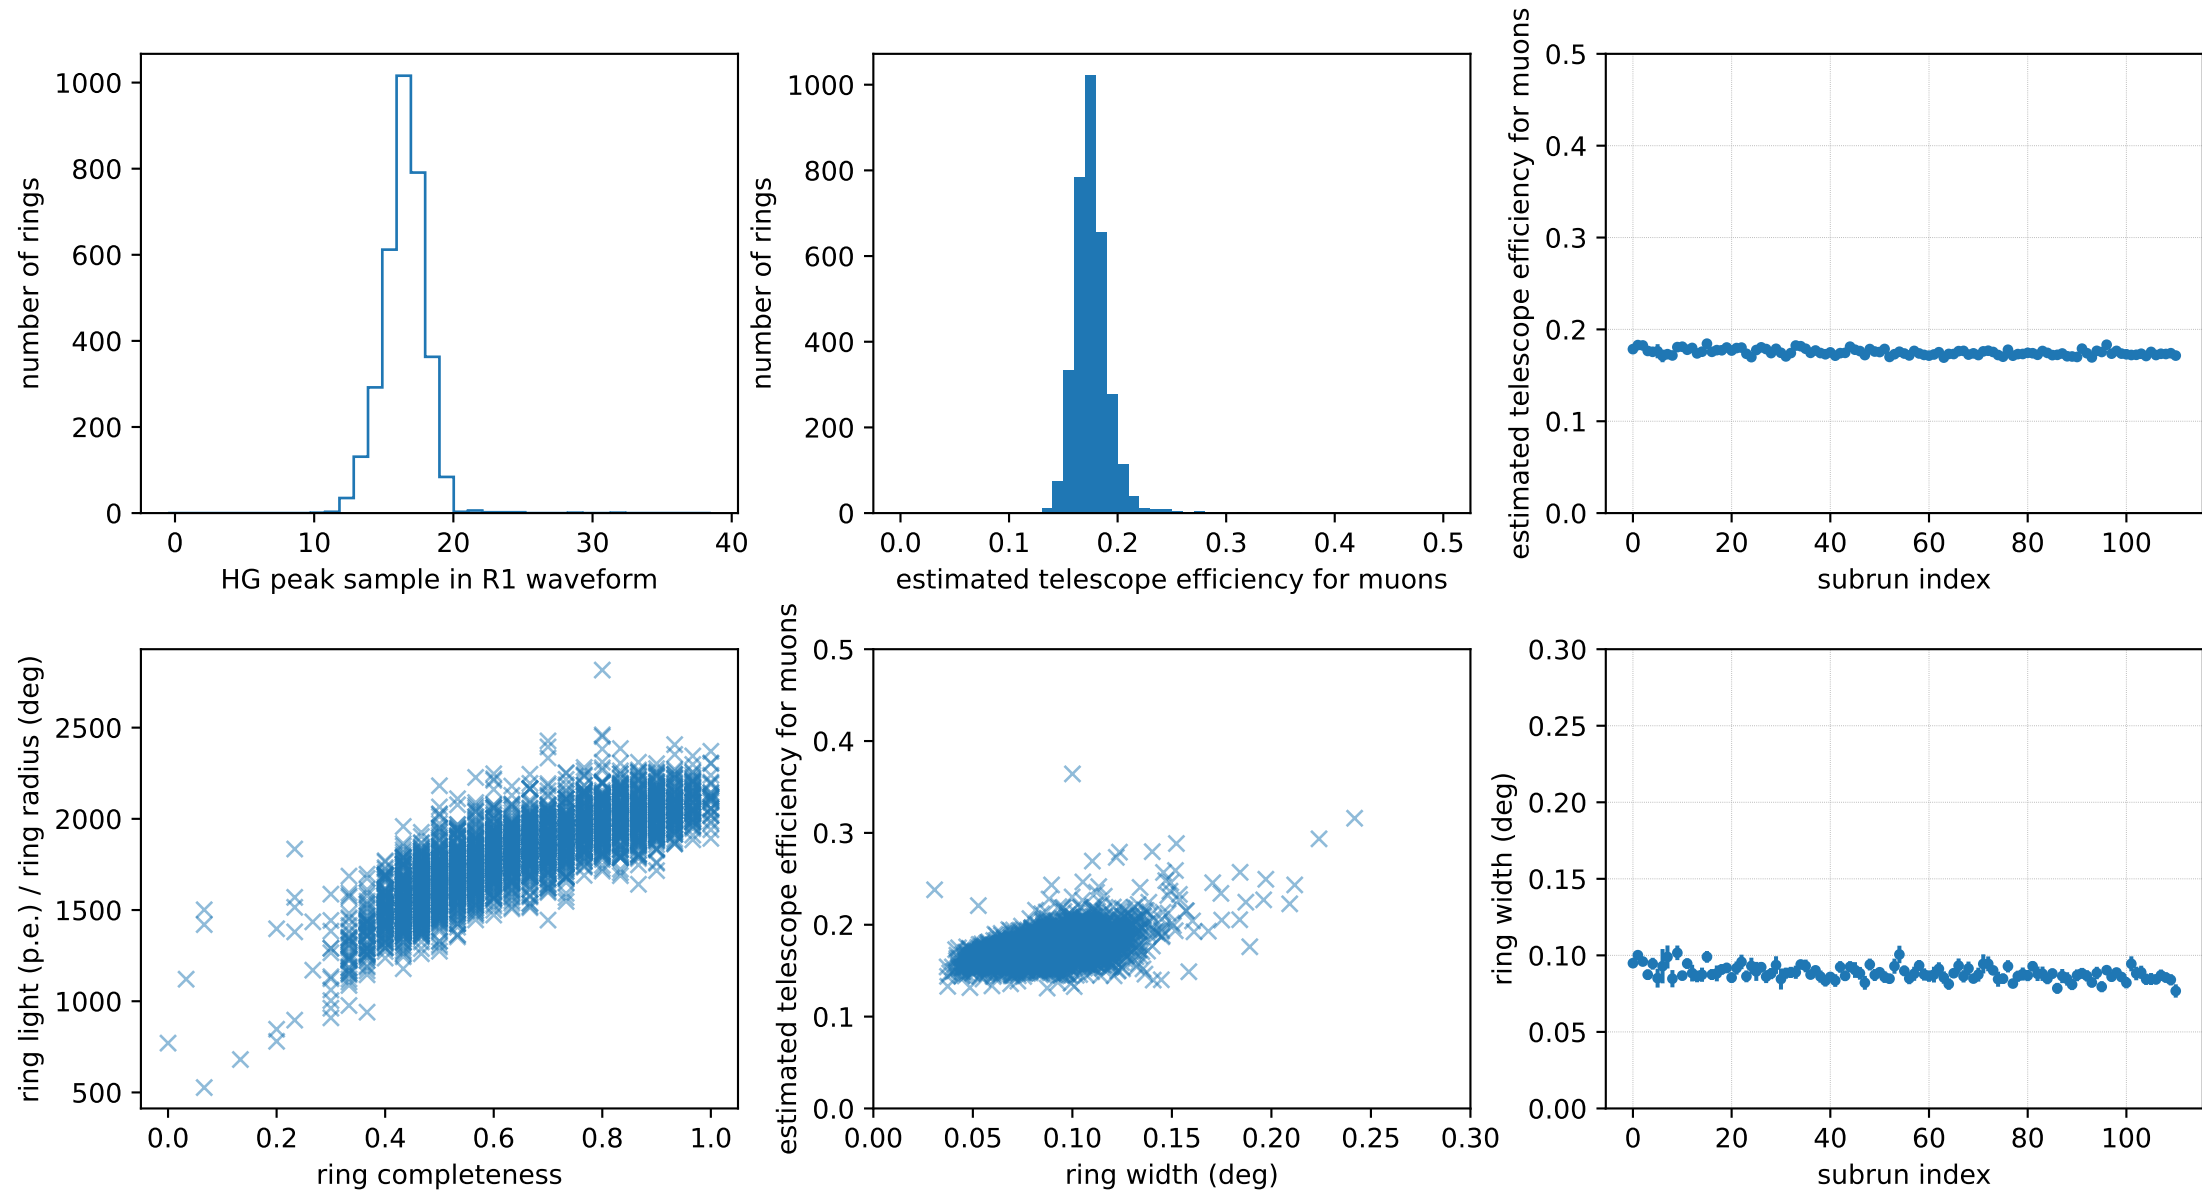 number of rings
1000
800
600
400
200
0
0 10 20 30 40
HG peak sample in R1 waveform
number of rings
1000
800
600
400
200
0
0.0 0.1 0.2 0.3 0.4 0.5
estimated telescope efficiency for muons
estimated telescope efficiency for muons
0.5
0.4
0.3
0.2
0.1
0.0
0 20 40 60 80 100
subrun index
ring light (p.e.) / ring radius (deg)
2500
2000
1500
1000
500
0.0 0.2 0.4 0.6 0.8 1.0
ring completeness
estimated telescope efficiency for muons
0.5
0.4
0.3
0.2
0.1
0.0
0.00 0.05 0.10 0.15 0.20 0.25 0.30
ring width (deg)
ring width (deg)
0.30
0.25
0.20
0.15
0.10
0.05
0.00
0 20 40 60 80 100
subrun index